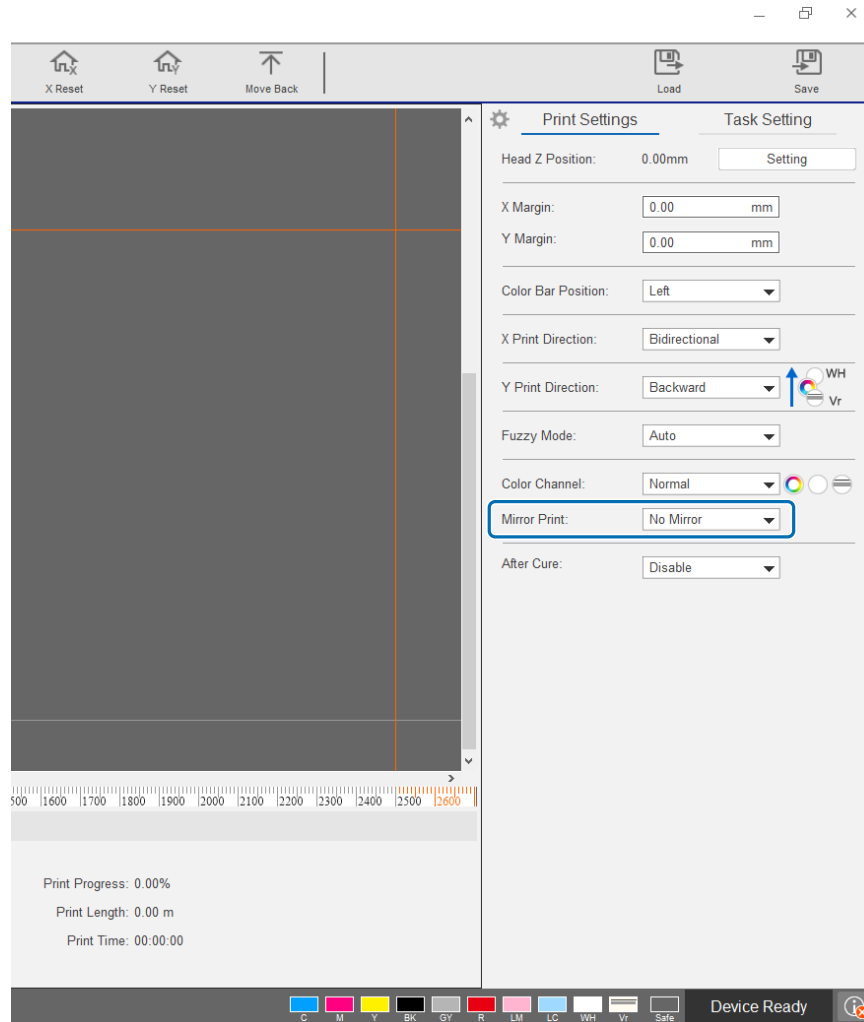 X Reset Y Reset Move Back Load Save
Print Settings Task Setting
Head Z Position: 0.00mm Setting
X Margin: 0.00 mm
Y Margin: 0.00 mm
Color Bar Position: Left
X Print Direction: Bidirectional
Y Print Direction: Backward WH Vr
Fuzzy Mode: Auto
Color Channel: Normal
Mirror Print: No Mirror
After Cure: Disable
500 1600 1700 1800 1900 2000 2100 2200 2300 2400 2500 2600
Print Progress: 0.00%
Print Length: 0.00 m
Print Time: 00:00:00
C M Y BK GY R LM LC WH Vr Safe Device Ready